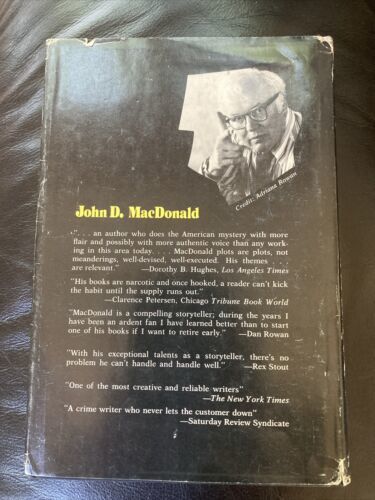 Credit: Adriana Rowan
John D. MacDonald
". . . an author who does the American mystery with more
flair and possibly with more authentic voice than any work-
ing in this area today. . . . MacDonald plots are plots, not
meanderings, well-devised, well-executed. His themes . . .
are relevant." —Dorothy B. Hughes, Los Angeles Times
"His books are narcotic and once hooked, a reader can't kick
the habit until the supply runs out."
—Clarence Petersen, Chicago Tribune Book World
"MacDonald is a compelling storyteller; during the years I
have been an ardent fan I have learned better than to start
one of his books if I want to retire early." —Dan Rowan
"With his exceptional talents as a storyteller, there's no
problem he can't handle and handle well." —Rex Stout
"One of the most creative and reliable writers"
—The New York Times
"A crime writer who never lets the customer down"
—Saturday Review Syndicate